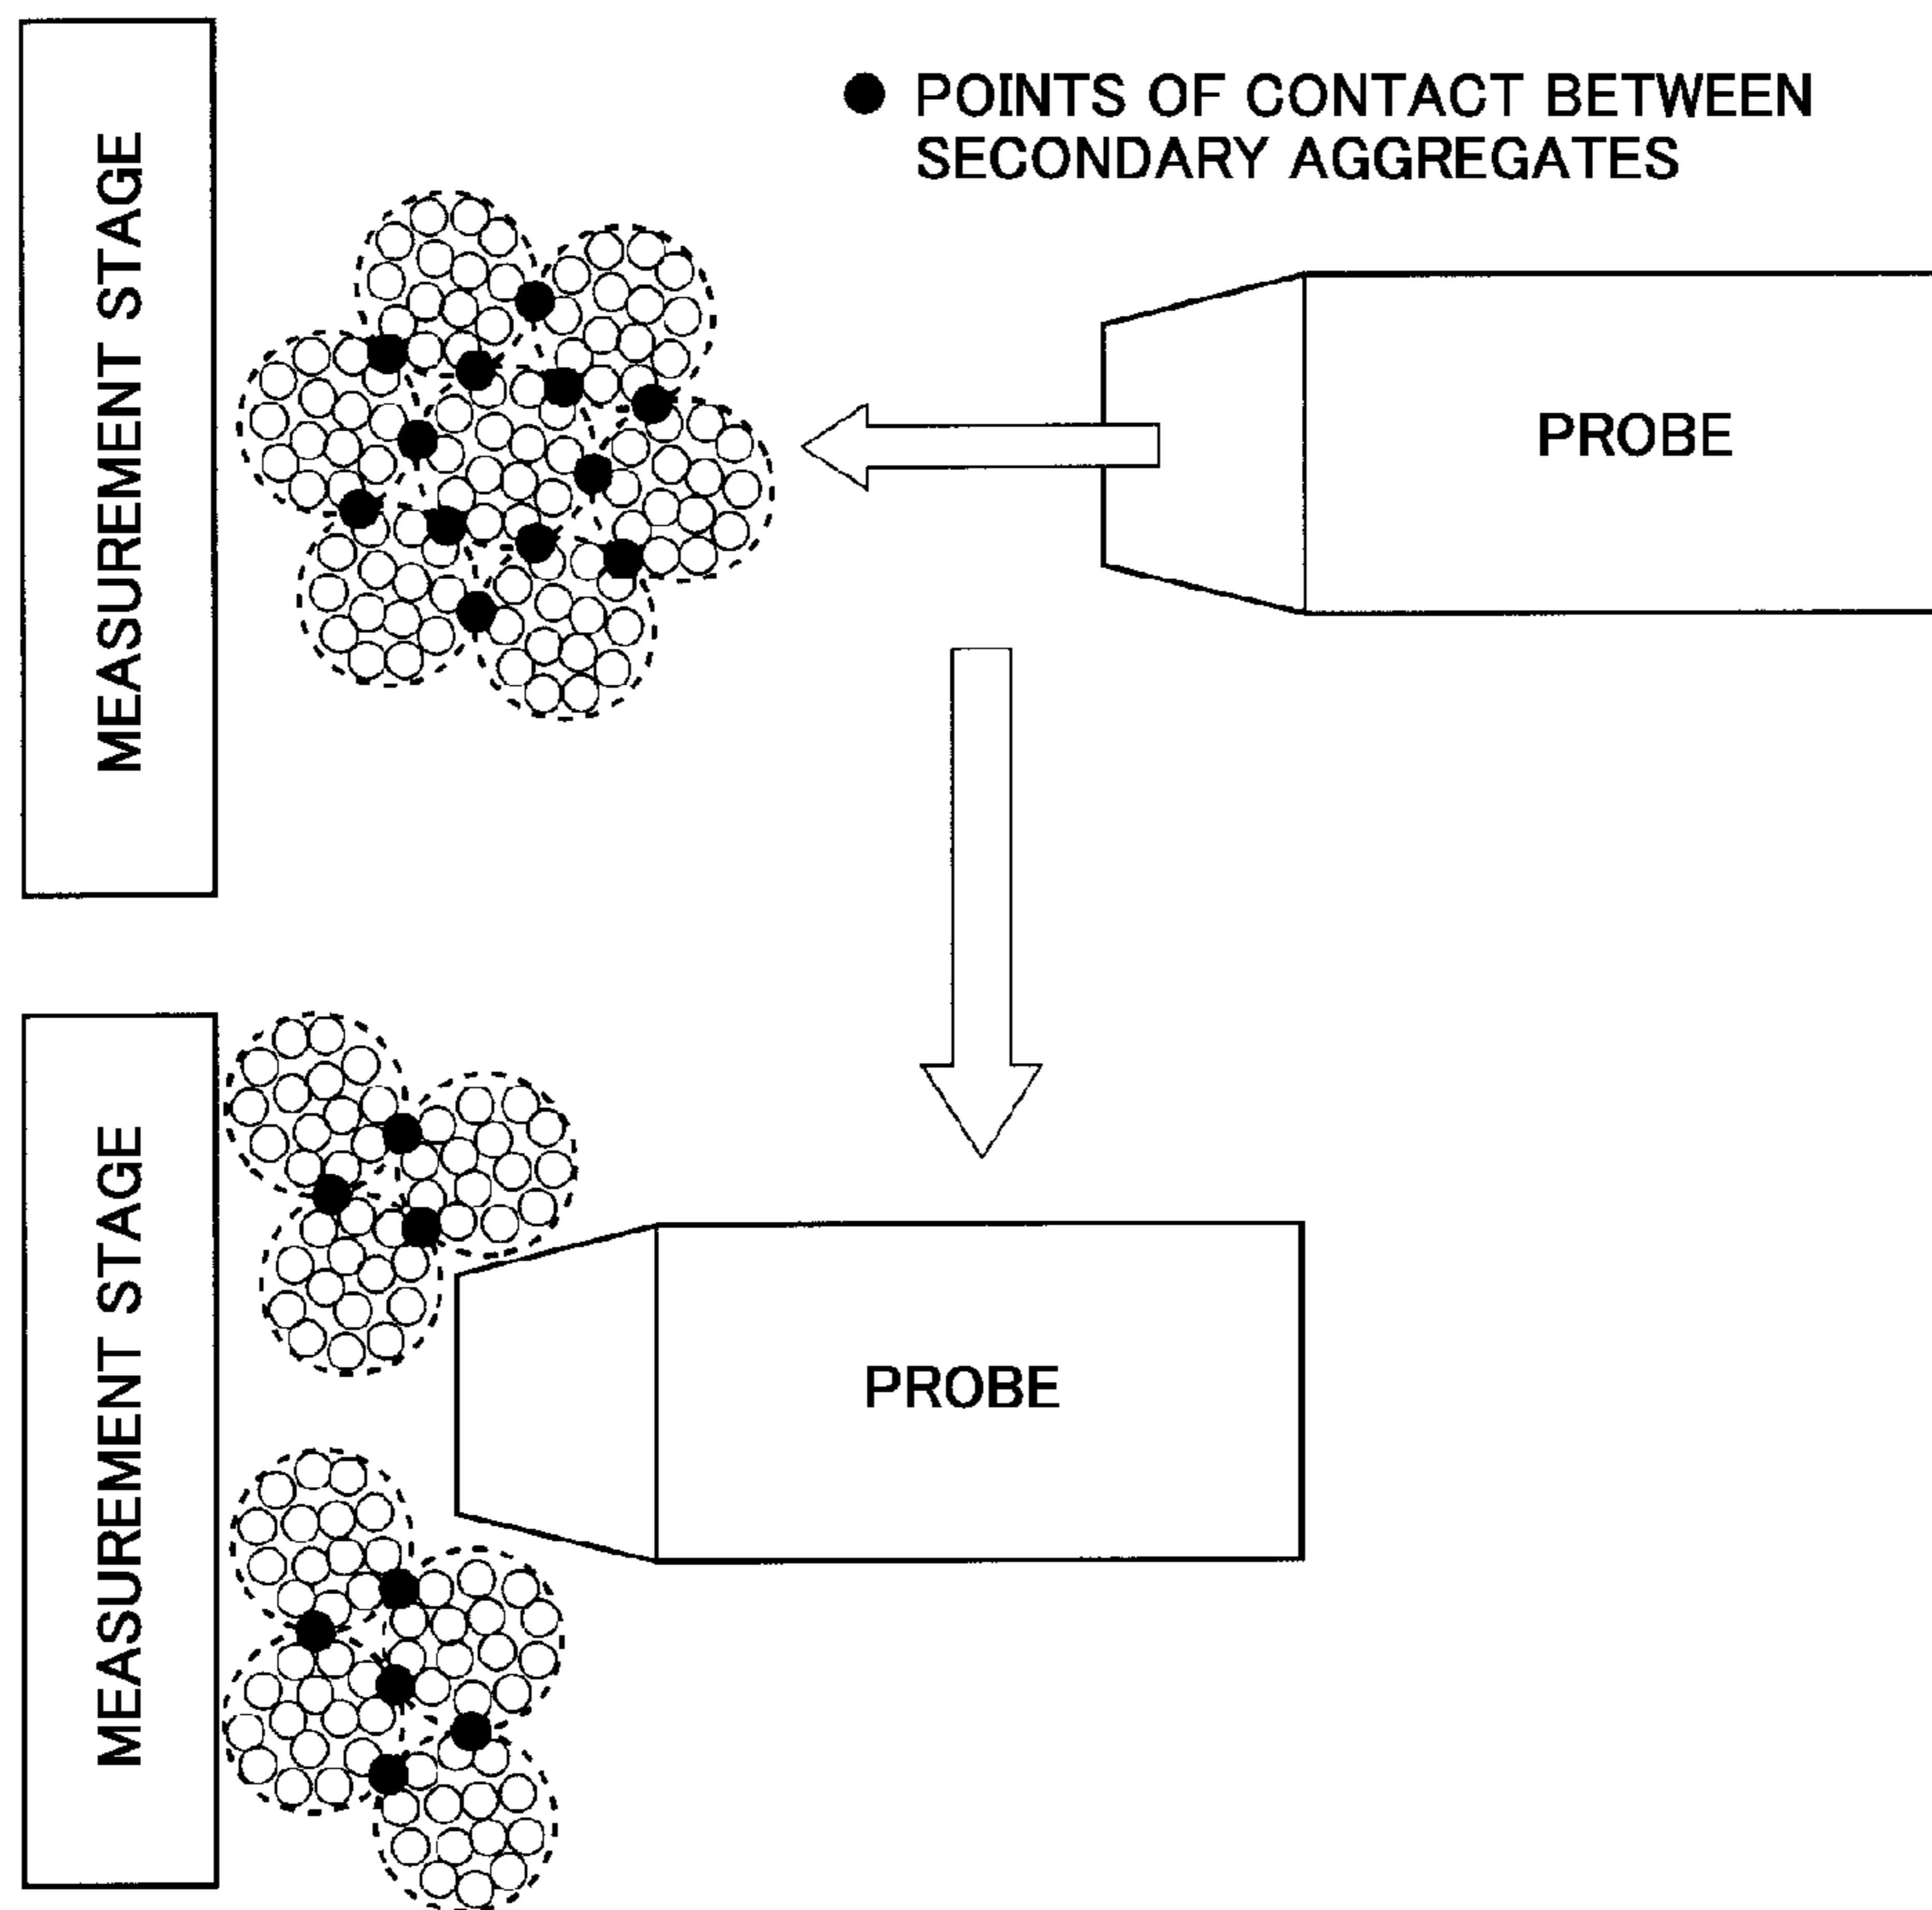 MEASUREMENT STAGE
POINTS OF CONTACT BETWEEN
SECONDARY AGGREGATES
PROBE
MEASUREMENT STAGE
PROBE